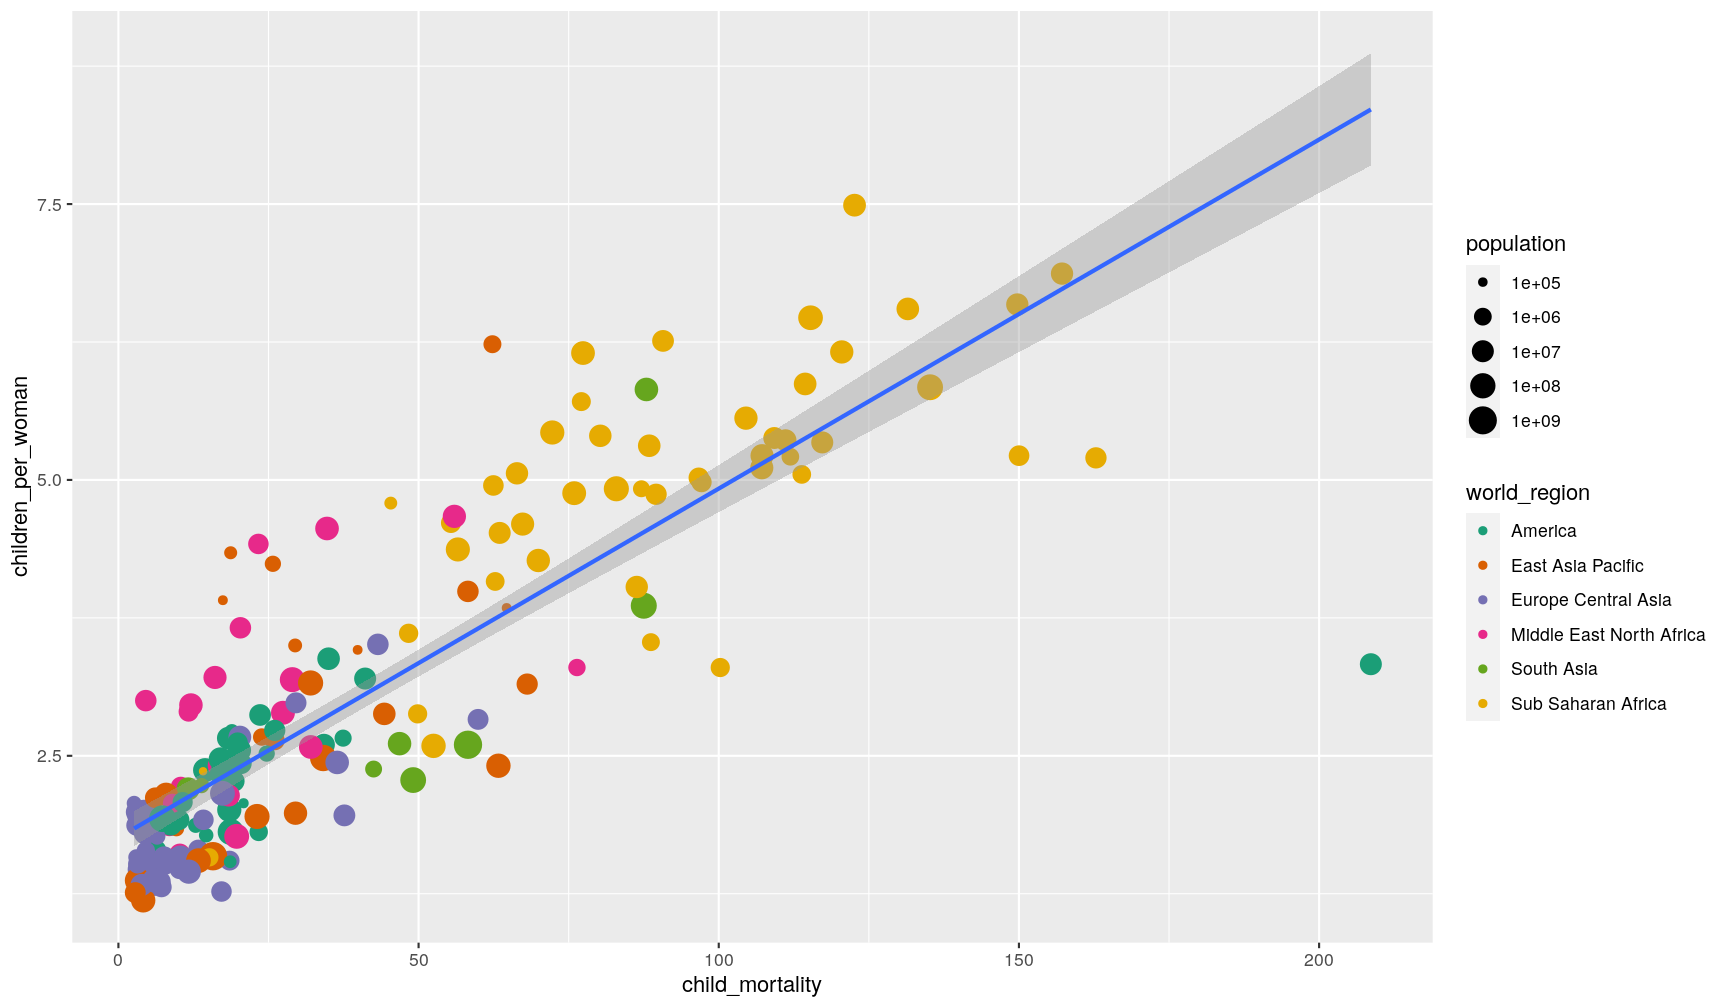 children_per_woman
7.5
5.0
2.5
0
50
100
150
200
child_mortality
population
1e+05
1e+06
1e+07
1e+08
1e+09
world_region
America
East Asia Pacific
Europe Central Asia
Middle East North Africa
South Asia
Sub Saharan Africa